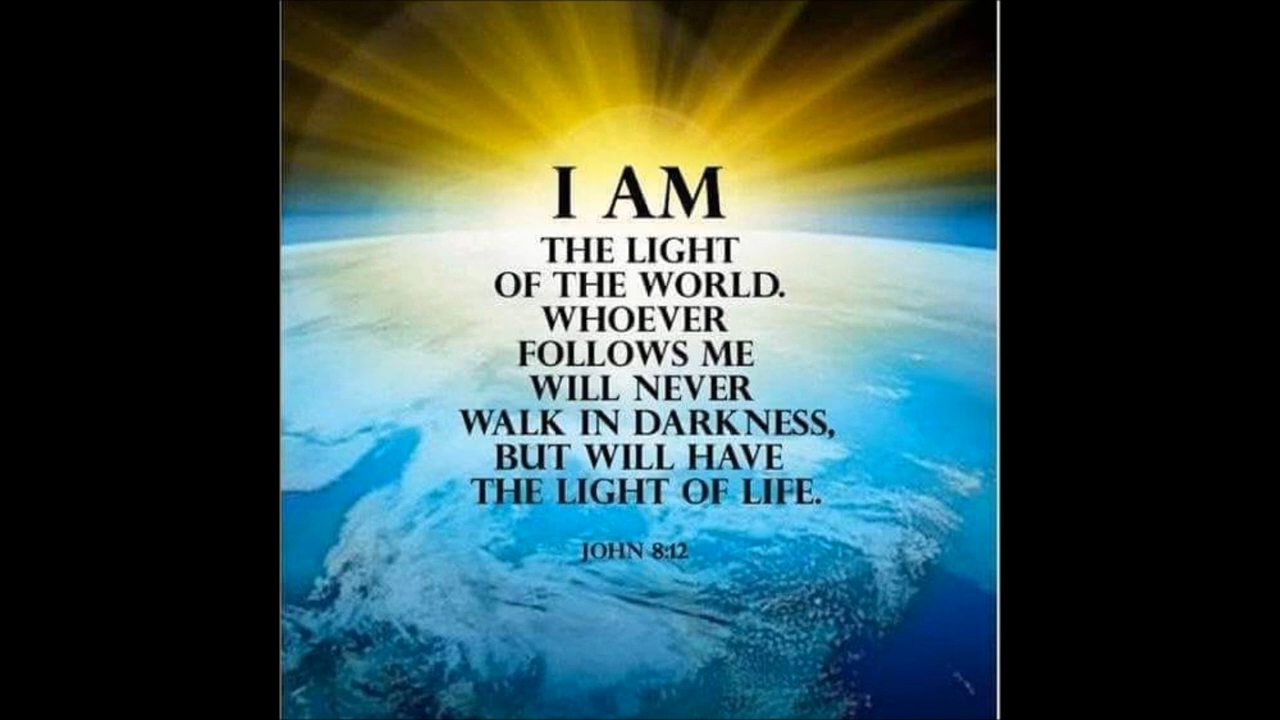 I AM
THE LIGHT
OF THE WORLD.
WHOEVER
FOLLOWS ME
WILL NEVER
WALK IN DARKNESS,
BUT WILL HAVE
THE LIGHT OF LIFE.
JOHN 8:12